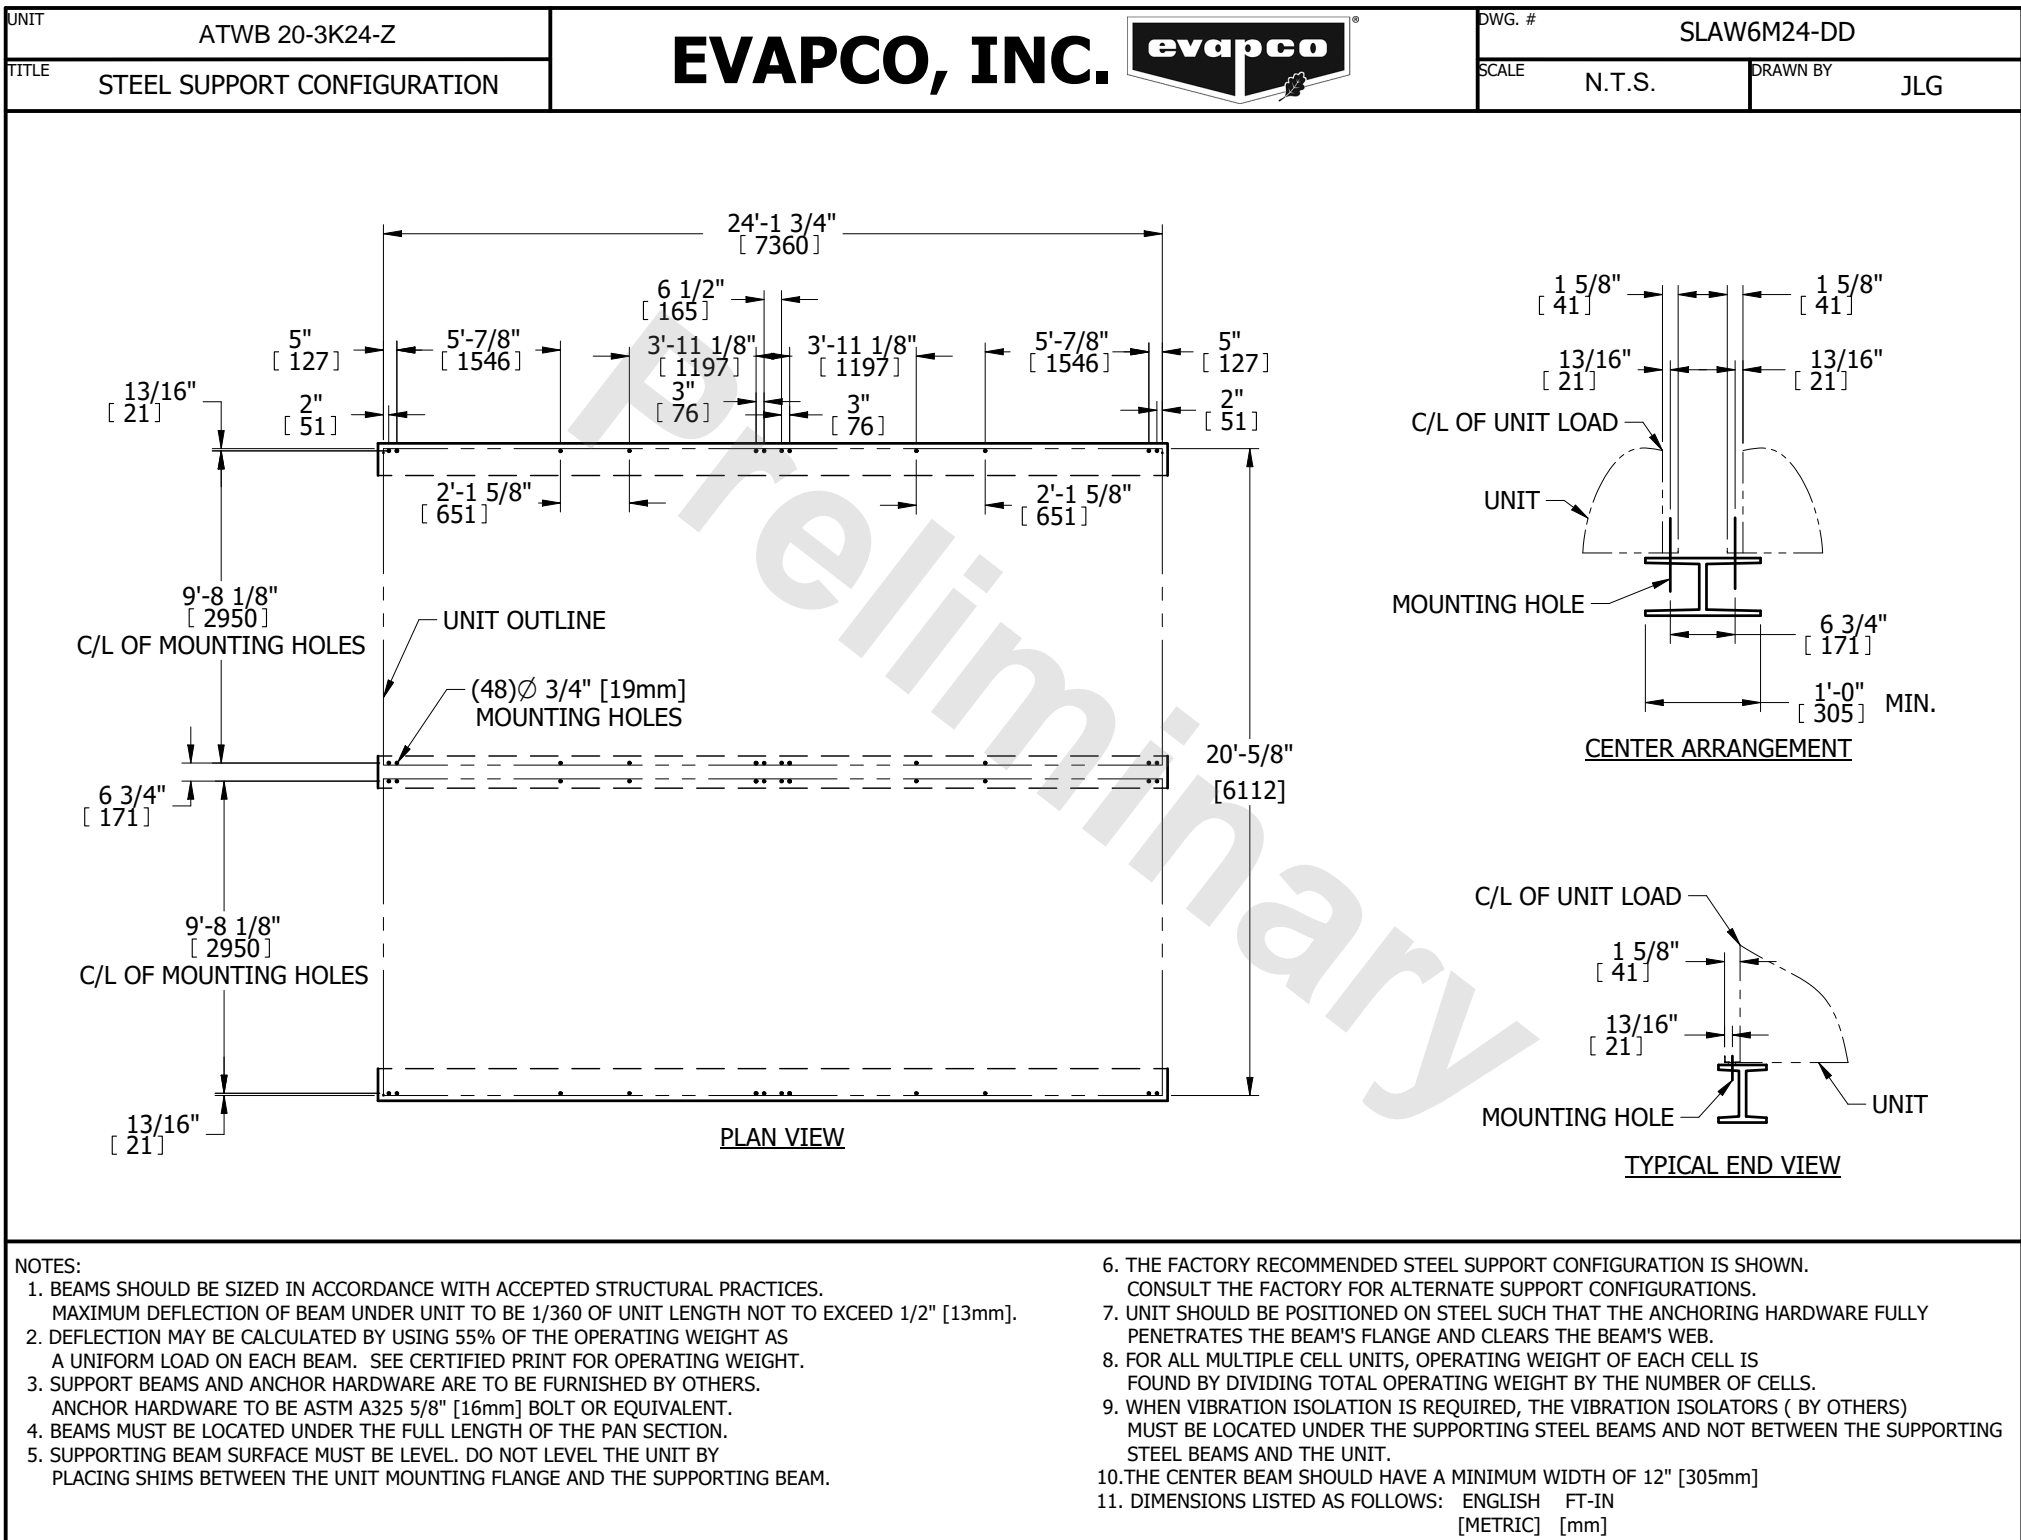 UNIT
ATWB 20-3K24-Z
TITLE
STEEL SUPPORT CONFIGURATION
EVAPCO, INC.
evapco
®
DWG. #
SLAW6M24-DD
SCALE
N.T.S.
DRAWN BY
JLG
24'-1 3/4"
[ 7360 ]
6 1/2"
[ 165 ]
5"
[ 127 ]
5'-7/8"
[ 1546 ]
3'-11 1/8"
[ 1197 ]
3'-11 1/8"
[ 1197 ]
5'-7/8"
[ 1546 ]
5"
[ 127 ]
13/16"
[ 21 ]
2"
[ 51 ]
3"
[ 76 ]
3"
[ 76 ]
2"
[ 51 ]
2'-1 5/8"
[ 651 ]
2'-1 5/8"
[ 651 ]
9'-8 1/8"
[ 2950 ]
C/L OF MOUNTING HOLES
UNIT OUTLINE
(48)Ø 3/4" [19mm]
MOUNTING HOLES
6 3/4"
[ 171 ]
20'-5/8"
[6112]
9'-8 1/8"
[ 2950 ]
C/L OF MOUNTING HOLES
13/16"
[ 21 ]
PLAN VIEW
Preliminary
1 5/8"
[ 41 ]
1 5/8"
[ 41 ]
13/16"
[ 21 ]
13/16"
[ 21 ]
C/L OF UNIT LOAD
UNIT
MOUNTING HOLE
6 3/4"
[ 171 ]
1'-0"
[ 305 ] MIN.
CENTER ARRANGEMENT
C/L OF UNIT LOAD
1 5/8"
[ 41 ]
13/16"
[ 21 ]
MOUNTING HOLE
UNIT
TYPICAL END VIEW
NOTES:
1. BEAMS SHOULD BE SIZED IN ACCORDANCE WITH ACCEPTED STRUCTURAL PRACTICES.
MAXIMUM DEFLECTION OF BEAM UNDER UNIT TO BE 1/360 OF UNIT LENGTH NOT TO EXCEED 1/2" [13mm].
2. DEFLECTION MAY BE CALCULATED BY USING 55% OF THE OPERATING WEIGHT AS
A UNIFORM LOAD ON EACH BEAM. SEE CERTIFIED PRINT FOR OPERATING WEIGHT.
3. SUPPORT BEAMS AND ANCHOR HARDWARE ARE TO BE FURNISHED BY OTHERS.
ANCHOR HARDWARE TO BE ASTM A325 5/8" [16mm] BOLT OR EQUIVALENT.
4. BEAMS MUST BE LOCATED UNDER THE FULL LENGTH OF THE PAN SECTION.
5. SUPPORTING BEAM SURFACE MUST BE LEVEL. DO NOT LEVEL THE UNIT BY
PLACING SHIMS BETWEEN THE UNIT MOUNTING FLANGE AND THE SUPPORTING BEAM.
6. THE FACTORY RECOMMENDED STEEL SUPPORT CONFIGURATION IS SHOWN.
CONSULT THE FACTORY FOR ALTERNATE SUPPORT CONFIGURATIONS.
7. UNIT SHOULD BE POSITIONED ON STEEL SUCH THAT THE ANCHORING HARDWARE FULLY
PENETRATES THE BEAM'S FLANGE AND CLEARS THE BEAM'S WEB.
8. FOR ALL MULTIPLE CELL UNITS, OPERATING WEIGHT OF EACH CELL IS
FOUND BY DIVIDING TOTAL OPERATING WEIGHT BY THE NUMBER OF CELLS.
9. WHEN VIBRATION ISOLATION IS REQUIRED, THE VIBRATION ISOLATORS ( BY OTHERS)
MUST BE LOCATED UNDER THE SUPPORTING STEEL BEAMS AND NOT BETWEEN THE SUPPORTING
STEEL BEAMS AND THE UNIT.
10.THE CENTER BEAM SHOULD HAVE A MINIMUM WIDTH OF 12" [305mm]
11. DIMENSIONS LISTED AS FOLLOWS: ENGLISH FT-IN
[METRIC] [mm]